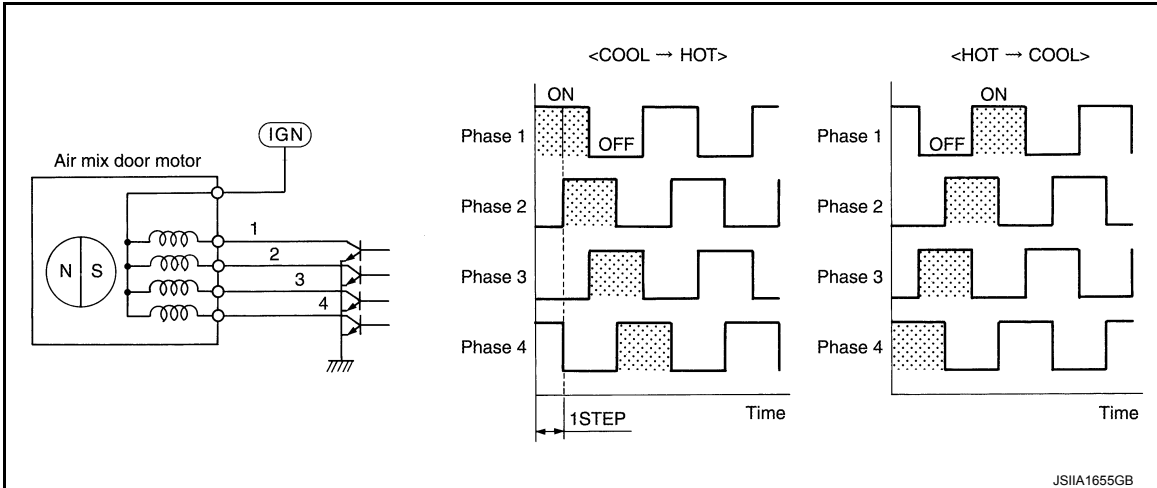 Air mix door motor
IGN
N S
1
2
3
4
<COOL → HOT>
ON
OFF
Phase 1
Phase 2
Phase 3
Phase 4
Time
1STEP
<HOT → COOL>
ON
OFF
Phase 1
Phase 2
Phase 3
Phase 4
Time
JSIIA1655GB